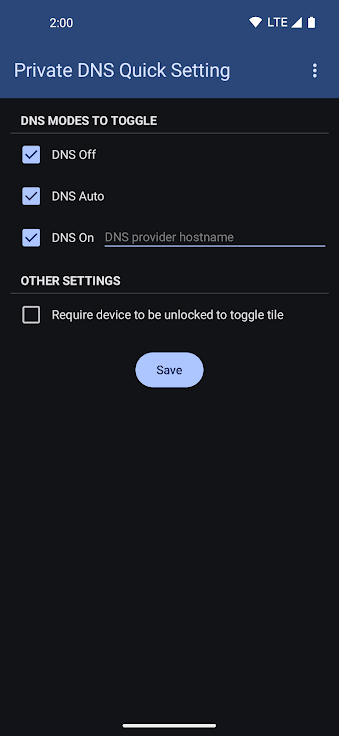 2:00 LTE
Private DNS Quick Setting
DNS MODES TO TOGGLE
DNS Off
DNS Auto
DNS On DNS provider hostname
OTHER SETTINGS
Require device to be unlocked to toggle tile
Save